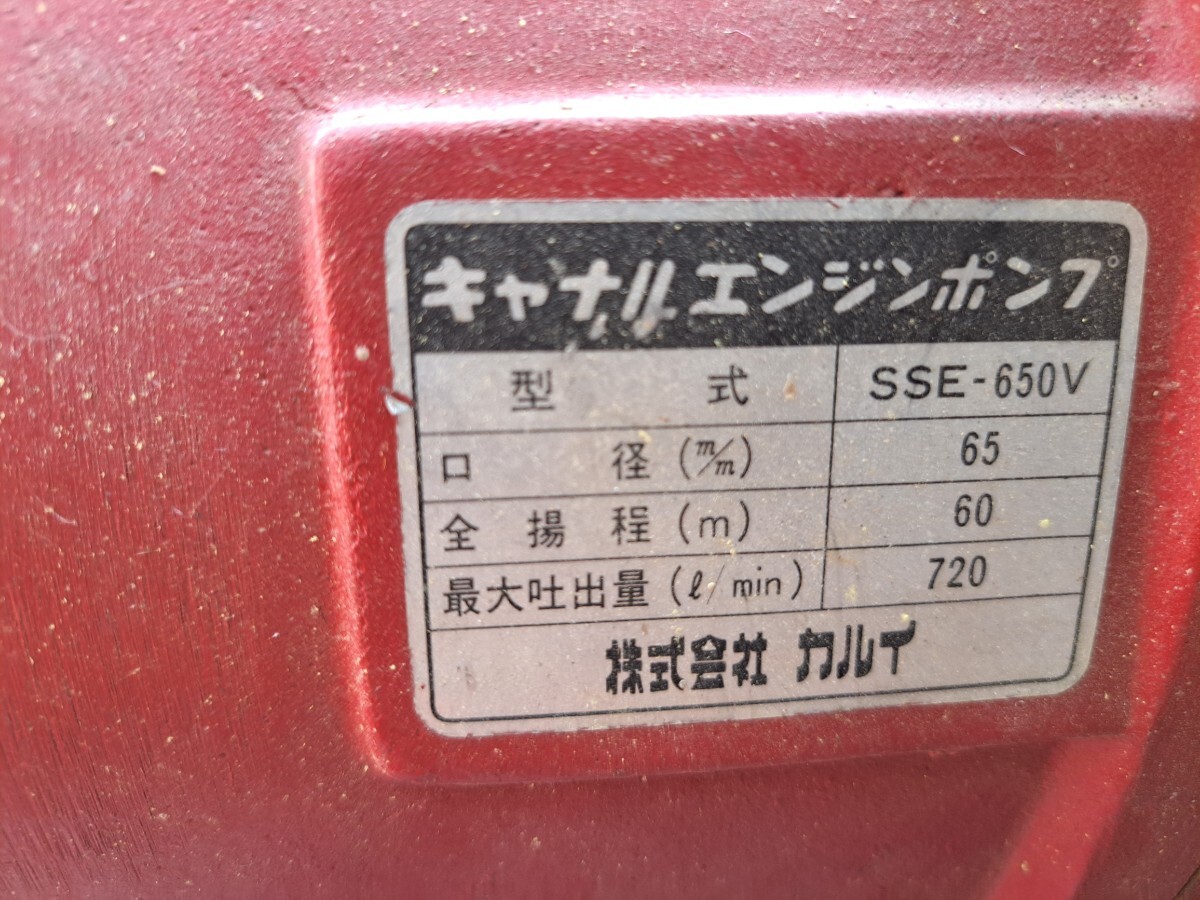 キャナルエンジンポンプ
型式 SSE-650V
口径(m/m) 65
全揚程(m) 60
最大吐出量(ℓ/min) 720
株式会社 カルイ